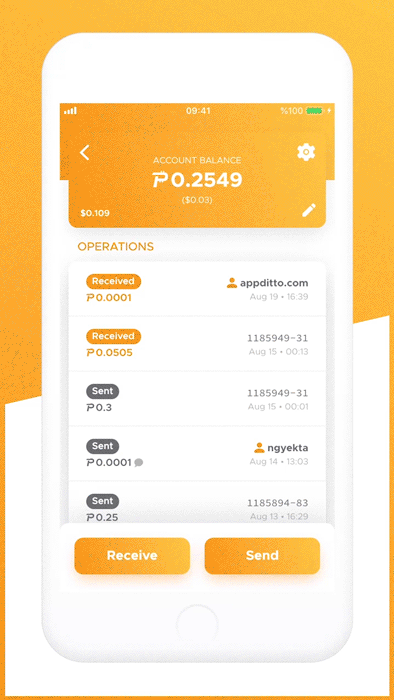 09:41
%100
ACCOUNT BALANCE
0.2549
($0.03)
$0.109
OPERATIONS
Received
appditto.com
0.0001
Aug 19 • 16:39
Received
1185949-31
0.0505
Aug 15 • 00:13
Sent
1185949-31
0.3
Aug 15 • 00:01
Sent
ngyekta
0.0001
Aug 14 • 13:03
Sent
1185894-83
0.25
Aug 13 • 16:29
Receive
Send